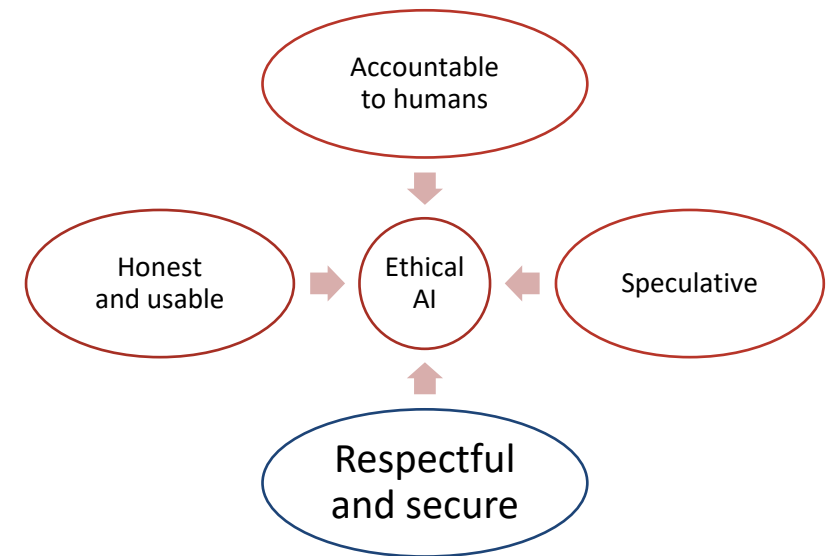 Accountable
to humans
Honest
and usable
Ethical
AI
Speculative
Respectful
and secure